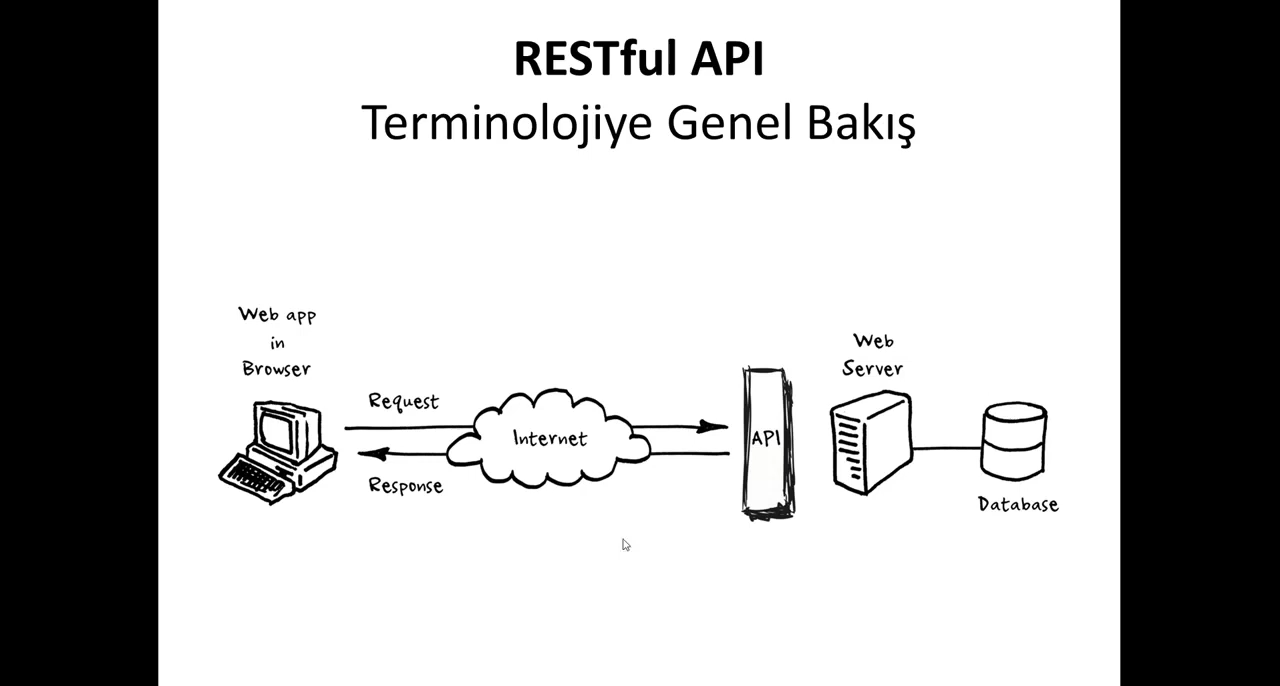 RESTful API
Terminolojiye Genel Bakış
Web app
in
Browser
Request
Internet
Response
API
Web
Server
Database